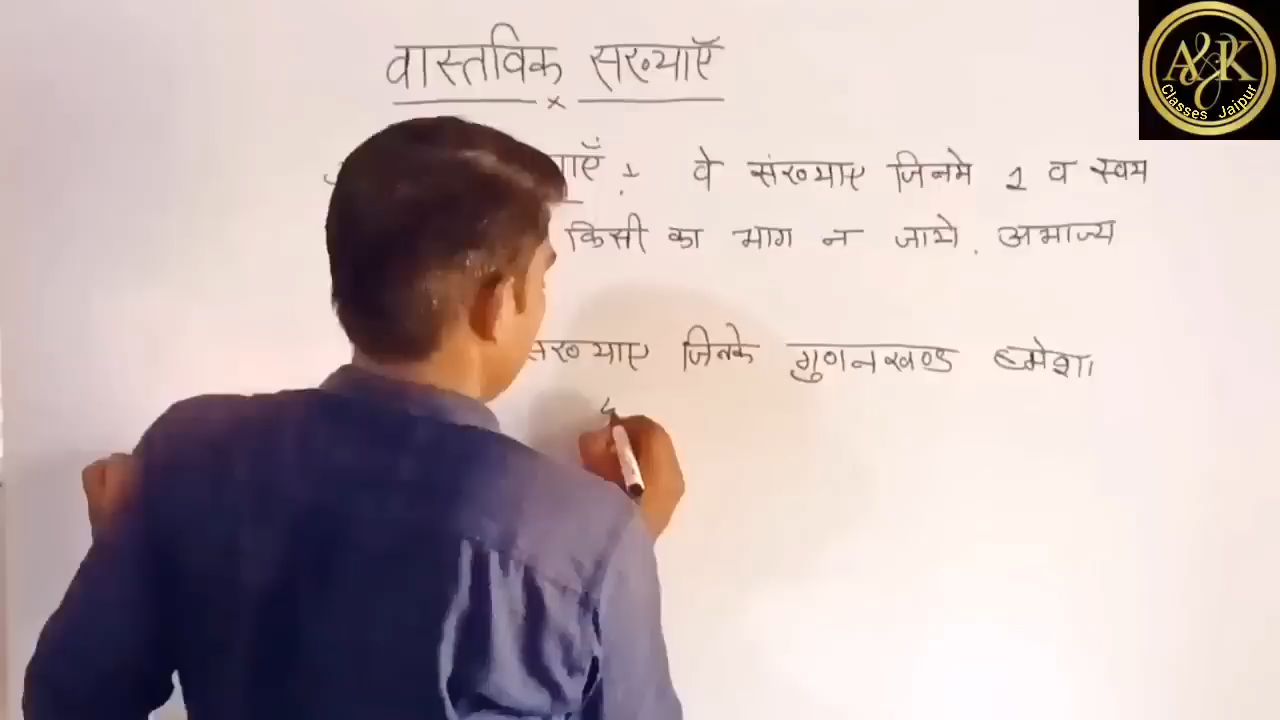 वास्तविक संख्याएँ
वे संख्याए जिनमे 1 व स्वय
किसी का भाग न जाये. अभाज्य
संख्याए जिनके गुणनखण्ड हमेशा
A&K
Classes Jaipur